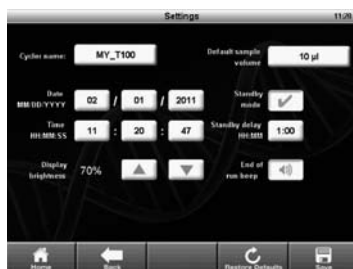 Settings 11:20
Cycler name: MY_T100
Default sample volume 10 µl
Date MM/DD/YYYY 02 / 01 / 2011
Standby mode
Time HH:MM:SS 11 : 20 : 47
Standby delay HH:MM 1:00
Display brightness 70%
End of run beep
Home Back Restore Defaults Save